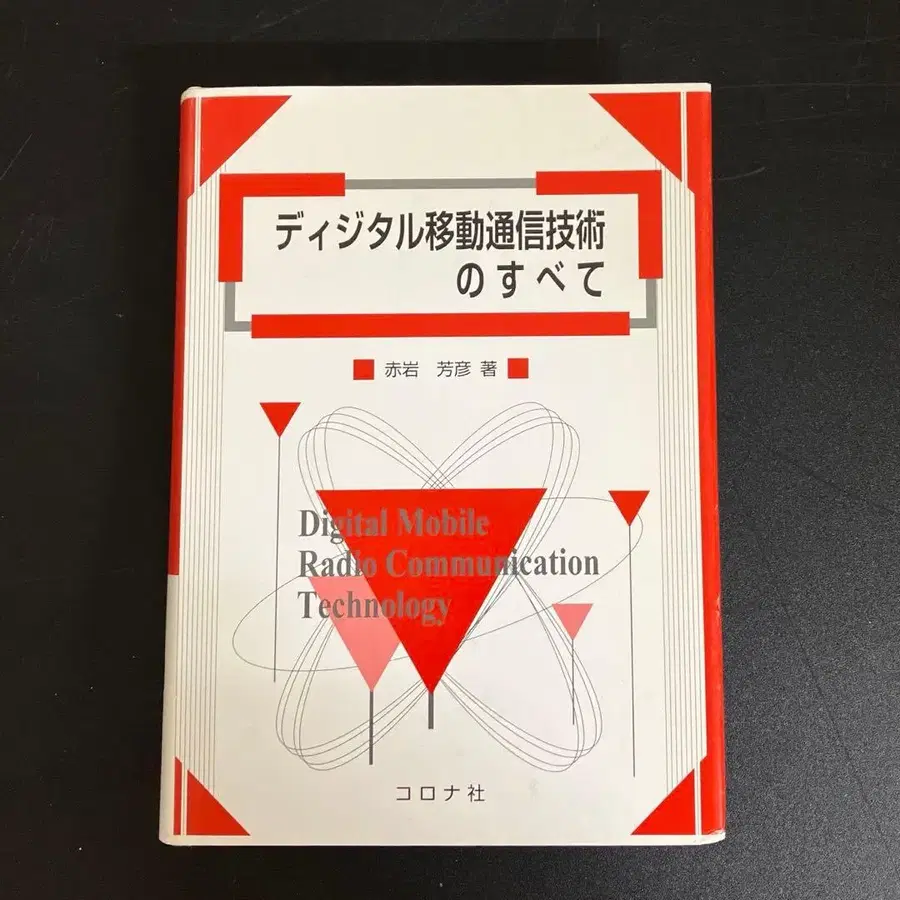 ディジタル移動通信技術
のすべて
赤岩 芳彦 著
Digital Mobile
Radio Communication
Technology
コロナ社